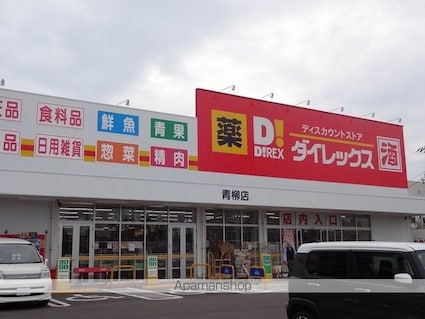 食料品
鮮魚
青果
品
日用雑貨
惣菜
精肉
薬
D!
DiREX
ディスカウントストア
ダイレックス
酒
青柳店
店内入口
Apamanshop